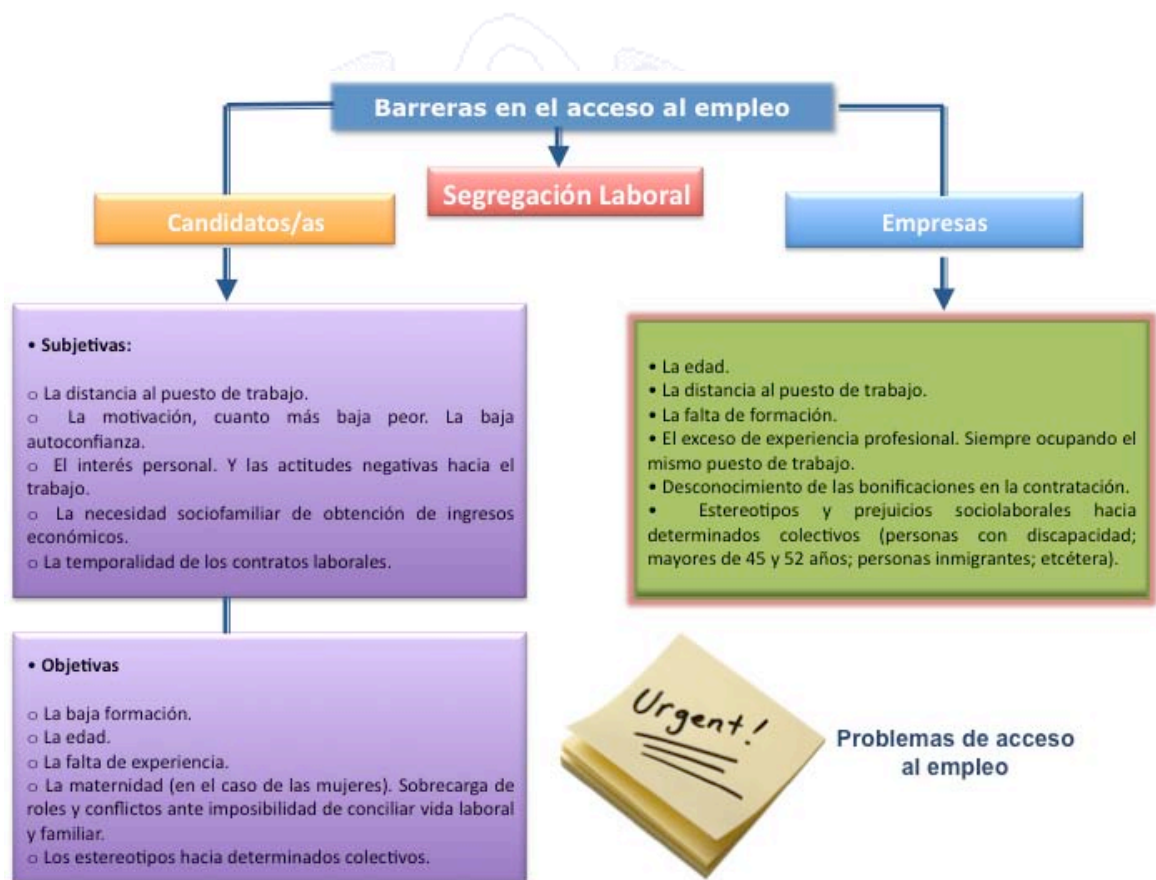 Barreras en el acceso al empleo
Segregación Laboral
Candidatos/as
Empresas
• Subjetivas:
o La distancia al puesto de trabajo.
o La motivación, cuanto más baja peor. La baja
autoconfianza.
o El interés personal. Y las actitudes negativas hacia el
trabajo.
o La necesidad sociofamiliar de obtención de ingresos
económicos.
o La temporalidad de los contratos laborales.
• Objetivas
o La baja formación.
o La edad.
o La falta de experiencia.
o La maternidad (en el caso de las mujeres). Sobrecarga de
roles y conflictos ante imposibilidad de conciliar vida laboral
y familiar.
o Los estereotipos hacia determinados colectivos.
• La edad.
• La distancia al puesto de trabajo.
• La falta de formación.
• El exceso de experiencia profesional. Siempre ocupando el
mismo puesto de trabajo.
• Desconocimiento de las bonificaciones en la contratación.
• Estereotipos y prejuicios sociolaborales hacia
determinados colectivos (personas con discapacidad;
mayores de 45 y 52 años; personas inmigrantes; etcétera).
Urgent!
Problemas de acceso
al empleo